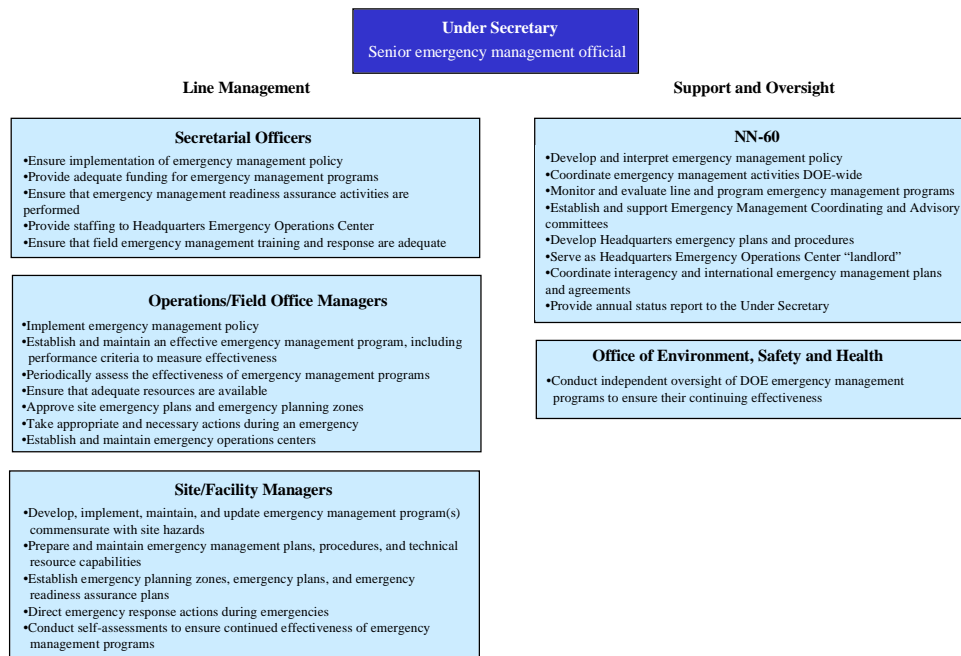 Under Secretary
Senior emergency management official
Line Management
Secretarial Officers
•Ensure implementation of emergency management policy
•Provide adequate funding for emergency management programs
•Ensure that emergency management readiness assurance activities are
performed
•Provide staffing to Headquarters Emergency Operations Center
•Ensure that field emergency management training and response are adequate
Operations/Field Office Managers
•Implement emergency management policy
•Establish and maintain an effective emergency management program, including
performance criteria to measure effectiveness
•Periodically assess the effectiveness of emergency management programs
•Ensure that adequate resources are available
•Approve site emergency plans and emergency planning zones
•Take appropriate and necessary actions during an emergency
•Establish and maintain emergency operations centers
Site/Facility Managers
•Develop, implement, maintain, and update emergency management program(s)
commensurate with site hazards
•Prepare and maintain emergency management plans, procedures, and technical
resource capabilities
•Establish emergency planning zones, emergency plans, and emergency
readiness assurance plans
•Direct emergency response actions during emergencies
•Conduct self-assessments to ensure continued effectiveness of emergency
management programs
Support and Oversight
NN-60
•Develop and interpret emergency management policy
•Coordinate emergency management activities DOE-wide
•Monitor and evaluate line and program emergency management programs
•Establish and support Emergency Management Coordinating and Advisory
committees
•Develop Headquarters emergency plans and procedures
•Serve as Headquarters Emergency Operations Center “landlord”
•Coordinate interagency and international emergency management plans
and agreements
•Provide annual status report to the Under Secretary
Office of Environment, Safety and Health
•Conduct independent oversight of DOE emergency management
programs to ensure their continuing effectiveness